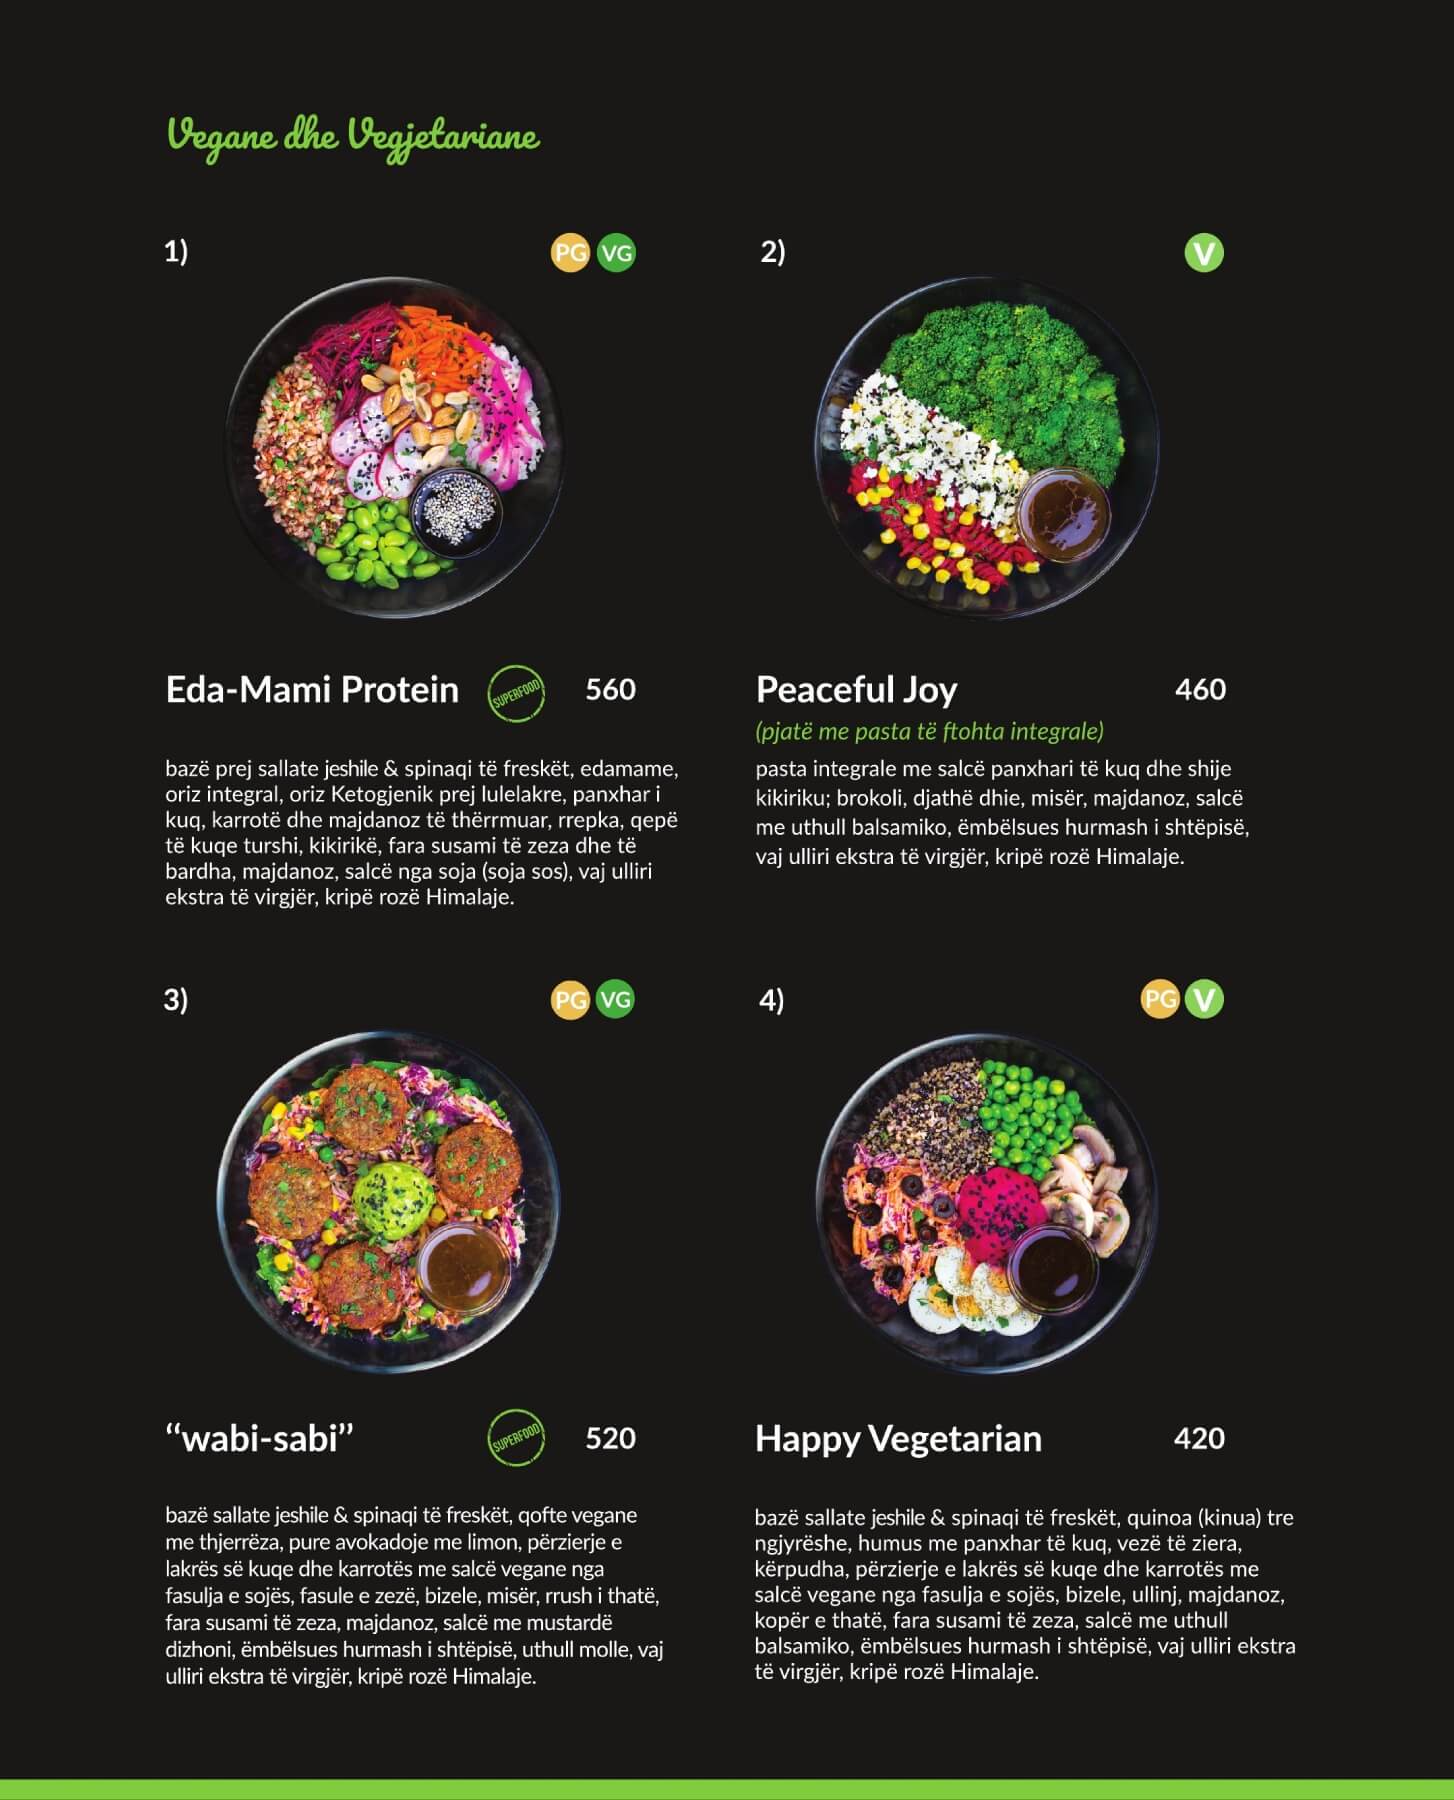 Vegane dhe Vegjetariane
1)
PG VG
Eda-Mami Protein
SUPERFOOD
560
bazë prej sallate jeshile & spinaqi të freskët, edamame,
oriz integral, oriz Ketogjenik prej lulelakre, panxhar i
kuq, karrotë dhe majdanoz të thërrmuar, rrepka, qepë
të kuqe turshi, kikirikë, fara susami të zeza dhe të
bardha, majdanoz, salcë nga soja (soja sos), vaj ulliri
ekstra të virgjër, kripë rozë Himalaje.
2)
V
Peaceful Joy
460
(pjatë me pasta të ftohta integrale)
pasta integrale me salcë panxhari të kuq dhe shije
kikiriku; brokoli, djathë dhie, misër, majdanoz, salcë
me uthull balsamiko, ëmbëlsues hurmash i shtëpisë,
vaj ulliri ekstra të virgjër, kripë rozë Himalaje.
3)
PG VG
“wabi-sabi”
SUPERFOOD
520
bazë sallate jeshile & spinaqi të freskët, qofte vegane
me thjerrëza, pure avokadoje me limon, përzierje e
lakrës së kuqe dhe karrotës me salcë vegane nga
fasulja e sojës, fasule e zezë, bizele, misër, rrush i thatë,
fara susami të zeza, majdanoz, salcë me mustardë
dizhoni, ëmbëlsues hurmash i shtëpisë, uthull molle, vaj
ulliri ekstra të virgjër, kripë rozë Himalaje.
4)
PG V
Happy Vegetarian
420
bazë sallate jeshile & spinaqi të freskët, quinoa (kinua) tre
ngjyrëshe, humus me panxhar të kuq, vezë të ziera,
kërpudha, përzierje e lakrës së kuqe dhe karrotës me
salcë vegane nga fasulja e sojës, bizele, ullinj, majdanoz,
kopër e thatë, fara susami të zeza, salcë me uthull
balsamiko, ëmbëlsues hurmash i shtëpisë, vaj ulliri ekstra
të virgjër, kripë rozë Himalaje.